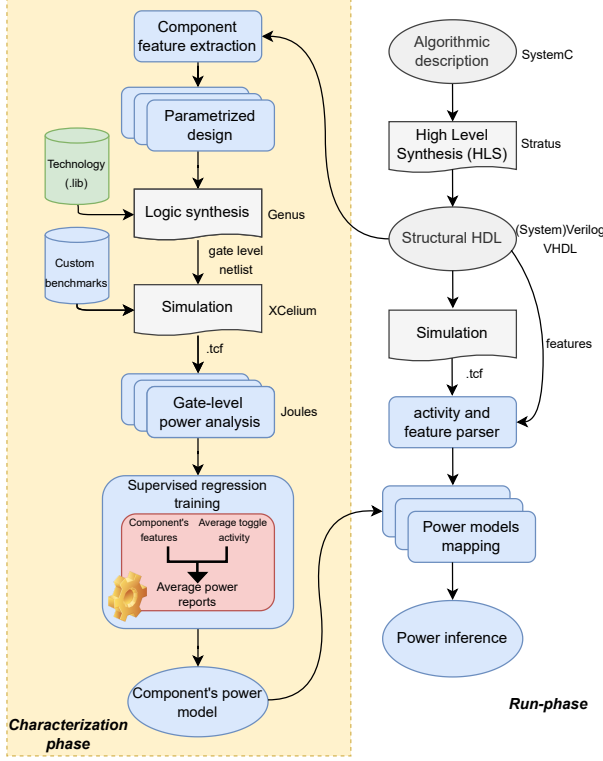 Component
feature extraction
Parametrized
design
Technology
(.lib)
Logic synthesis
Genus
gate level
netlist
Custom
benchmarks
Simulation
XCelium
.tcf
Gate-level
power analysis
Joules
Supervised regression
training
Component's
features
Average toggle
activity
Average power
reports
Component's power
model
Characterization
phase
Algorithmic
description
SystemC
High Level
Synthesis (HLS)
Stratus
Structural HDL
(System)Verilog
VHDL
Simulation
features
.tcf
activity and
feature parser
Power models
mapping
Power inference
Run-phase